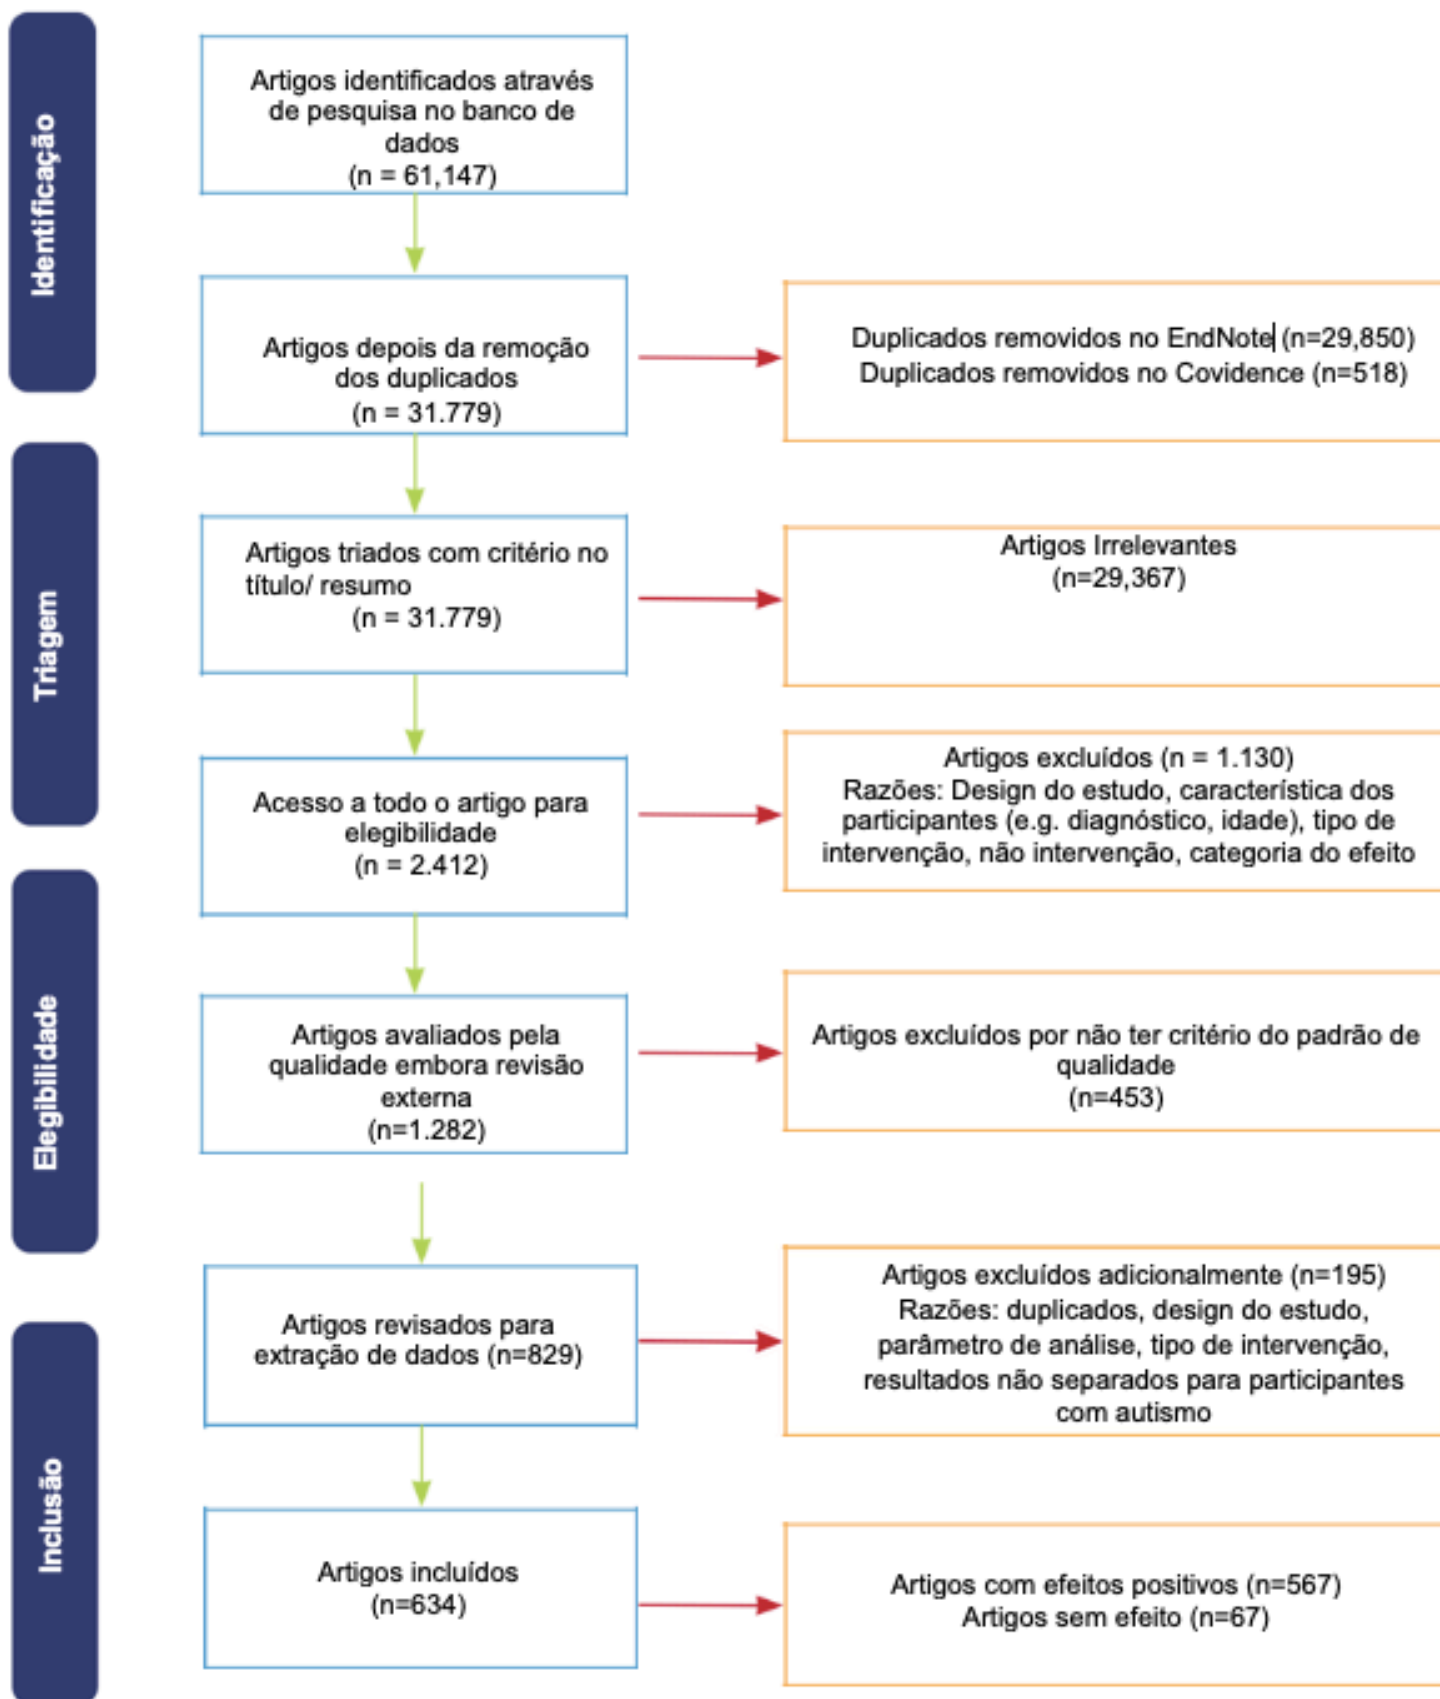 Identificação
Artigos identificados através
de pesquisa no banco de
dados
(n = 61,147)
Artigos depois da remoção
dos duplicados
(n = 31.779)
Duplicados removidos no EndNote (n=29,850)
Duplicados removidos no Covidence (n=518)
Triagem
Artigos triados com critério no
título/ resumo
(n = 31.779)
Artigos Irrelevantes
(n=29,367)
Acesso a todo o artigo para
elegibilidade
(n = 2.412)
Artigos excluídos (n = 1.130)
Razões: Design do estudo, característica dos
participantes (e.g. diagnóstico, idade), tipo de
intervenção, não intervenção, categoria do efeito
Elegibilidade
Artigos avaliados pela
qualidade embora revisão
externa
(n=1.282)
Artigos excluídos por não ter critério do padrão de
qualidade
(n=453)
Artigos revisados para
extração de dados (n=829)
Artigos excluídos adicionalmente (n=195)
Razões: duplicados, design do estudo,
parâmetro de análise, tipo de intervenção,
resultados não separados para participantes
com autismo
Inclusão
Artigos incluídos
(n=634)
Artigos com efeitos positivos (n=567)
Artigos sem efeito (n=67)